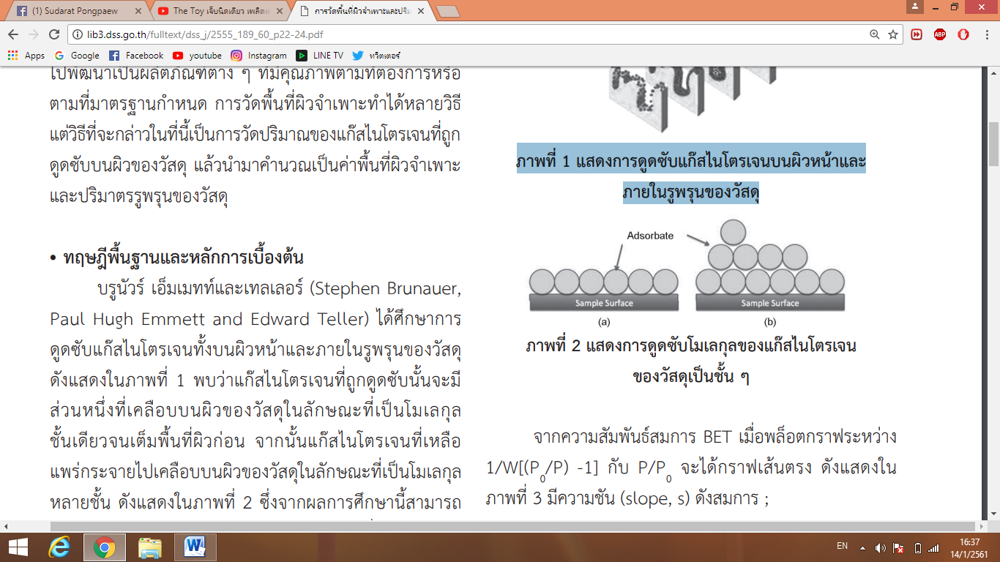 (1) Sudarat Pongpaew
The Toy เจ็บนิดเดียว เพลิดเพ
การวัดพื้นที่ผิวจำเพาะและปริม
lib3.dss.go.th/fulltext/dss_j/2555_189_60_p22-24.pdf
ABP
Apps Google Facebook youtube Instagram LINE TV ทวิตเตอร์
ไปพัฒนาเป็นผลิตภัณฑ์ต่าง ๆ ที่มีคุณภาพตามที่ต้องการหรือ
ตามที่มาตรฐานกำหนด การวัดพื้นที่ผิวจำเพาะทำได้หลายวิธี
แต่วิธีที่จะกล่าวในที่นี้เป็นการวัดปริมาณของแก๊สไนโตรเจนที่ถูก
ดูดซับบนผิวของวัสดุ แล้วนำมาคำนวณเป็นค่าพื้นที่ผิวจำเพาะ
และปริมาตรรูพรุนของวัสดุ
• ทฤษฎีพื้นฐานและหลักการเบื้องต้น
บรูนัวร์ เอ็มเมทท์และเทลเลอร์ (Stephen Brunauer,
Paul Hugh Emmett and Edward Teller) ได้ศึกษาการ
ดูดซับแก๊สไนโตรเจนทั้งบนผิวหน้าและภายในรูพรุนของวัสดุ
ดังแสดงในภาพที่ 1 พบว่าแก๊สไนโตรเจนที่ถูกดูดซับนั้นจะมี
ส่วนหนึ่งที่เคลือบบนผิวของวัสดุในลักษณะที่เป็นโมเลกุล
ชั้นเดียวจนเต็มพื้นที่ผิวก่อน จากนั้นแก๊สไนโตรเจนที่เหลือ
แพร่กระจายไปเคลือบบนผิวของวัสดุในลักษณะที่เป็นโมเลกุล
หลายชั้น ดังแสดงในภาพที่ 2 ซึ่งจากผลการศึกษานี้สามารถ
ภาพที่ 1 แสดงการดูดซับแก๊สไนโตรเจนบนผิวหน้าและ
ภายในรูพรุนของวัสดุ
Adsorbate
Sample Surface Sample Surface
(a) (b)
ภาพที่ 2 แสดงการดูดซับโมเลกุลของแก๊สไนโตรเจน
ของวัสดุเป็นชั้น ๆ
จากความสัมพันธ์สมการ BET เมื่อพล็อตกราฟระหว่าง
1/W[(P0/P) -1] กับ P/P0 จะได้กราฟเส้นตรง ดังแสดงใน
ภาพที่ 3 มีความชัน (slope, s) ดังสมการ ;
EN
16:37
14/1/2561